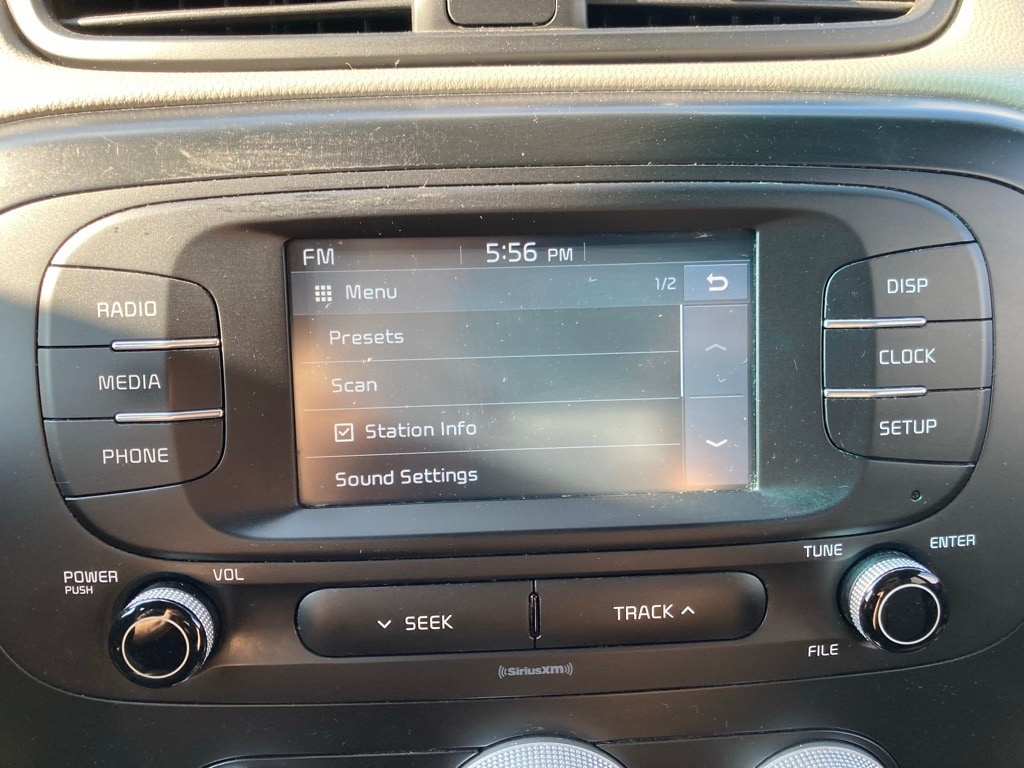 FM 5:56 PM
Menu 1/2
Presets
Scan
Station Info
Sound Settings
RADIO
MEDIA
PHONE
DISP
CLOCK
SETUP
POWER
PUSH
VOL
SEEK
TRACK
TUNE
ENTER
FILE
SiriusXM